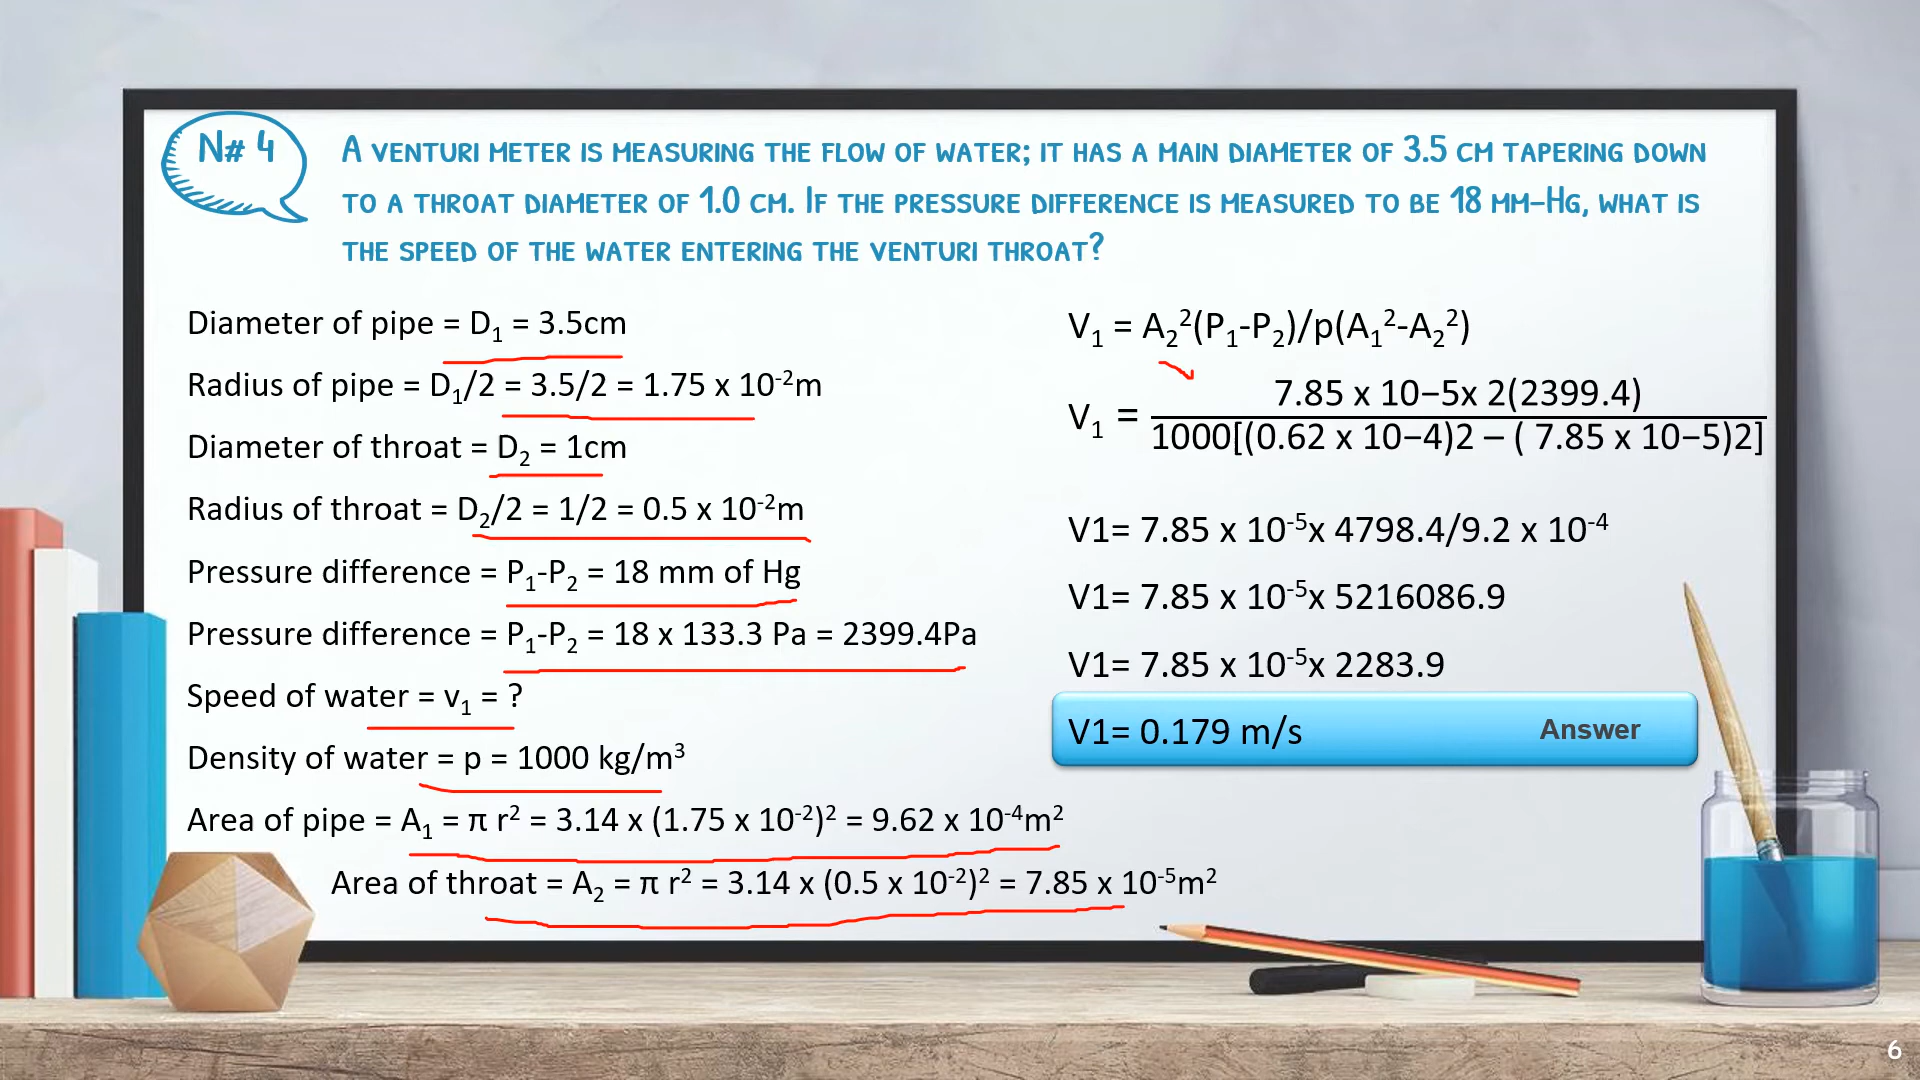 N# 4
A venturi meter is measuring the flow of water; it has a main diameter of 3.5 cm tapering down
to a throat diameter of 1.0 cm. If the pressure difference is measured to be 18 mm-Hg, what is
the speed of the water entering the venturi throat?
Diameter of pipe = D₁ = 3.5cm
Radius of pipe = D₁/2 = 3.5/2 = 1.75 x 10⁻²m
Diameter of throat = D₂ = 1cm
Radius of throat = D₂/2 = 1/2 = 0.5 x 10⁻²m
Pressure difference = P₁-P₂ = 18 mm of Hg
Pressure difference = P₁-P₂ = 18 x 133.3 Pa = 2399.4Pa
Speed of water = v₁ = ?
Density of water = p = 1000 kg/m³
Area of pipe = A₁ = π r² = 3.14 x (1.75 x 10⁻²)² = 9.62 x 10⁻⁴m²
Area of throat = A₂ = π r² = 3.14 x (0.5 x 10⁻²)² = 7.85 x 10⁻⁵m²
V₁ = A₂²(P₁-P₂)/p(A₁²-A₂²)
7.85 x 10−5x 2(2399.4)
V₁ =
1000[(0.62 x 10−4)2 – ( 7.85 x 10−5)2]
V1= 7.85 x 10⁻⁵x 4798.4/9.2 x 10⁻⁴
V1= 7.85 x 10⁻⁵x 5216086.9
V1= 7.85 x 10⁻⁵x 2283.9
V1= 0.179 m/s Answer
6